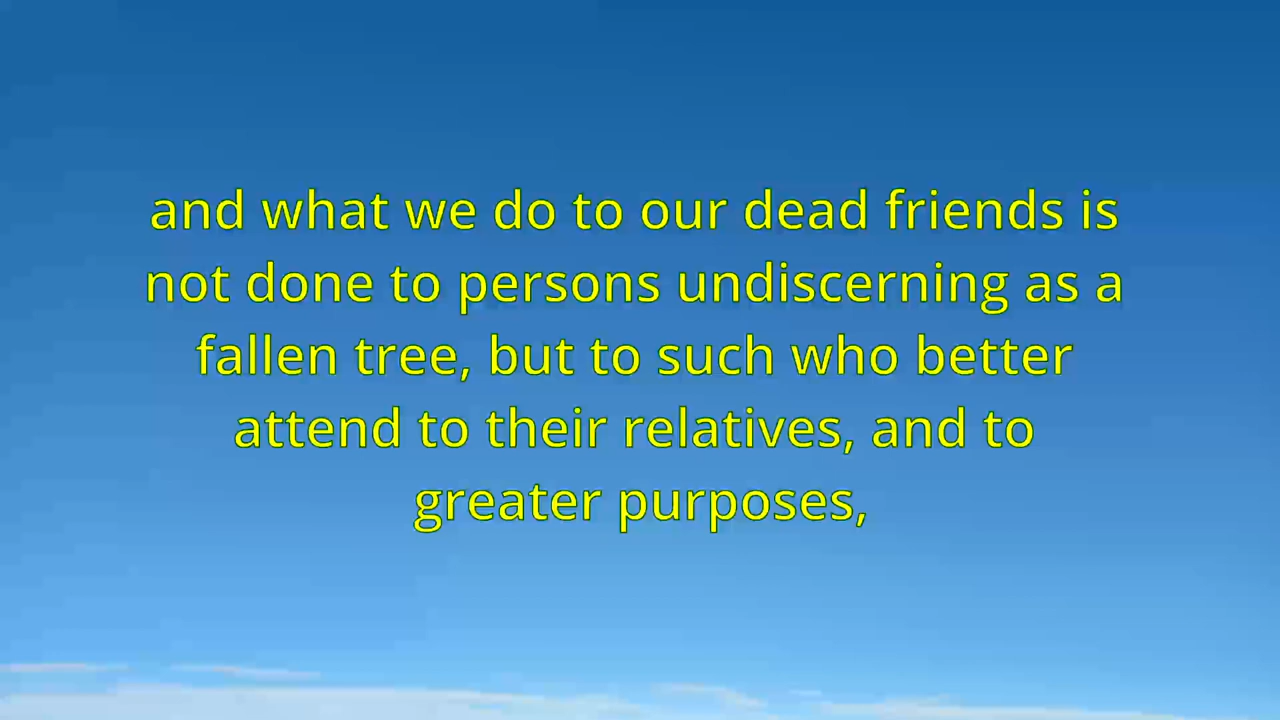 and what we do to our dead friends is
not done to persons undiscerning as a
fallen tree, but to such who better
attend to their relatives, and to
greater purposes,